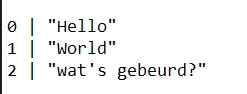 0 | "Hello"
1 | "World"
2 | "wat's gebeurd?"